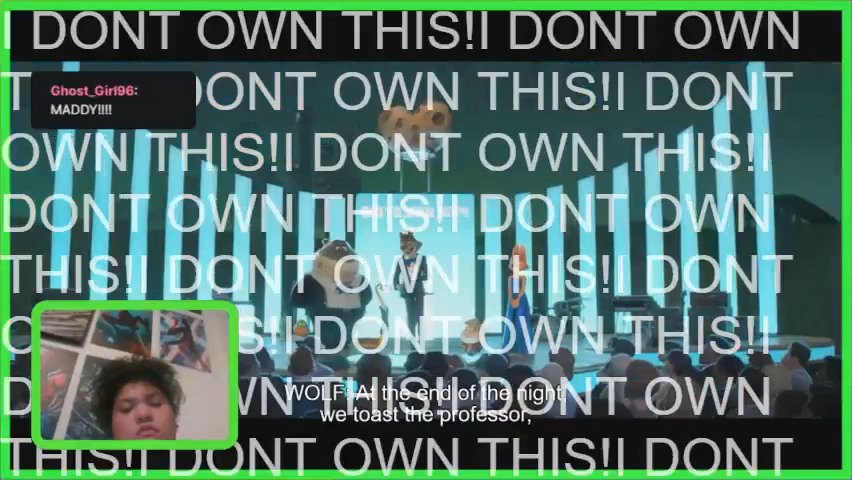 I DONT OWN THIS!I DONT OWN
T DONT OWN THIS!I DONT
Ghost_Girl96:
MADDY!!!!
OWN THIS!I DONT OWN THIS!I
DONT OWN THIS!I DONT OWN
THIS!I DONT OWN THIS!I DONT
O S!I DONT OWN THIS!I
D WN THIS!I DONT OWN
WOLF: At the end of the night,
we toast the professor,
THIS!I DONT OWN THIS!I DONT